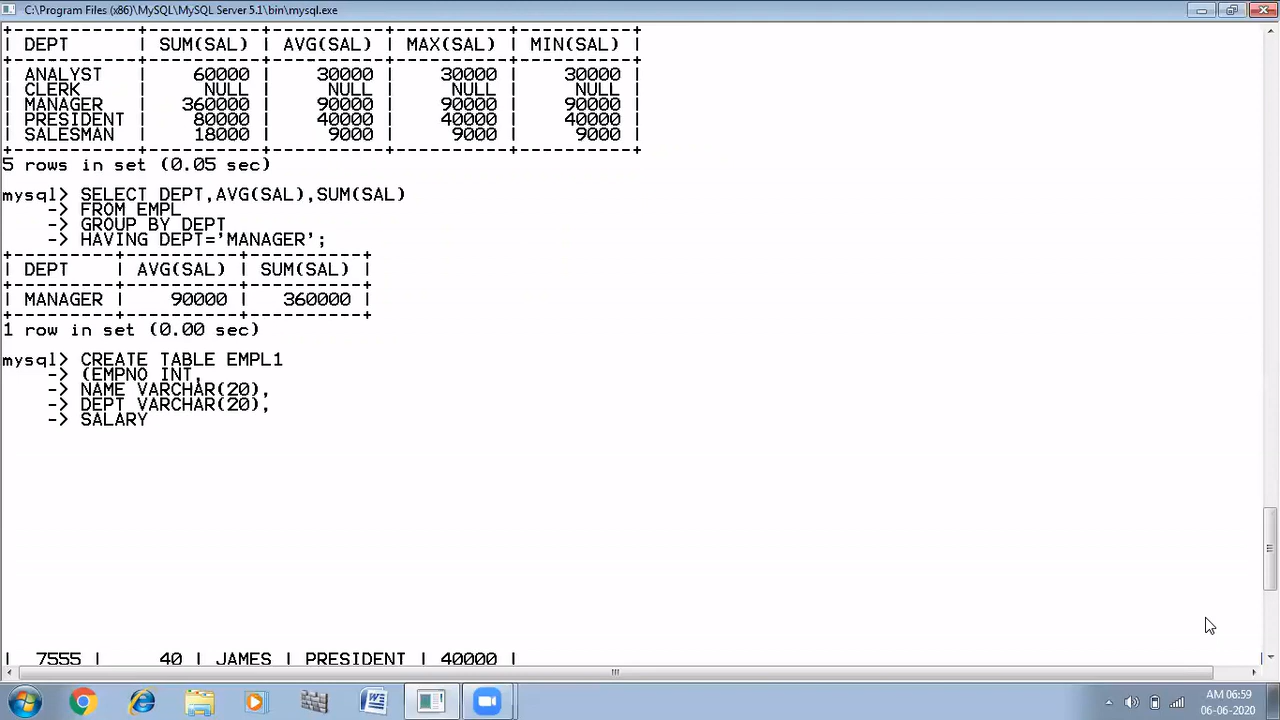 C:\Program Files (x86)\MySQL\MySQL Server 5.1\bin\mysql.exe
+-----------+----------+----------+----------+----------+
| DEPT      | SUM(SAL) | AVG(SAL) | MAX(SAL) | MIN(SAL) |
+-----------+----------+----------+----------+----------+
| ANALYST   |    60000 |    30000 |    30000 |    30000 |
| CLERK     |     NULL |     NULL |     NULL |     NULL |
| MANAGER   |   360000 |    90000 |    90000 |    90000 |
| PRESIDENT |    80000 |    40000 |    40000 |    40000 |
| SALESMAN  |    18000 |     9000 |     9000 |     9000 |
+-----------+----------+----------+----------+----------+
5 rows in set (0.05 sec)
mysql> SELECT DEPT,AVG(SAL),SUM(SAL)
    -> FROM EMPL
    -> GROUP BY DEPT
    -> HAVING DEPT='MANAGER';
+---------+----------+----------+
| DEPT    | AVG(SAL) | SUM(SAL) |
+---------+----------+----------+
| MANAGER |    90000 |   360000 |
+---------+----------+----------+
1 row in set (0.00 sec)
mysql> CREATE TABLE EMPL1
    -> (EMPNO INT,
    -> NAME VARCHAR(20),
    -> DEPT VARCHAR(20),
    -> SALARY
|  7555 |     40 | JAMES | PRESIDENT | 40000 |
AM 06:59
06-06-2020